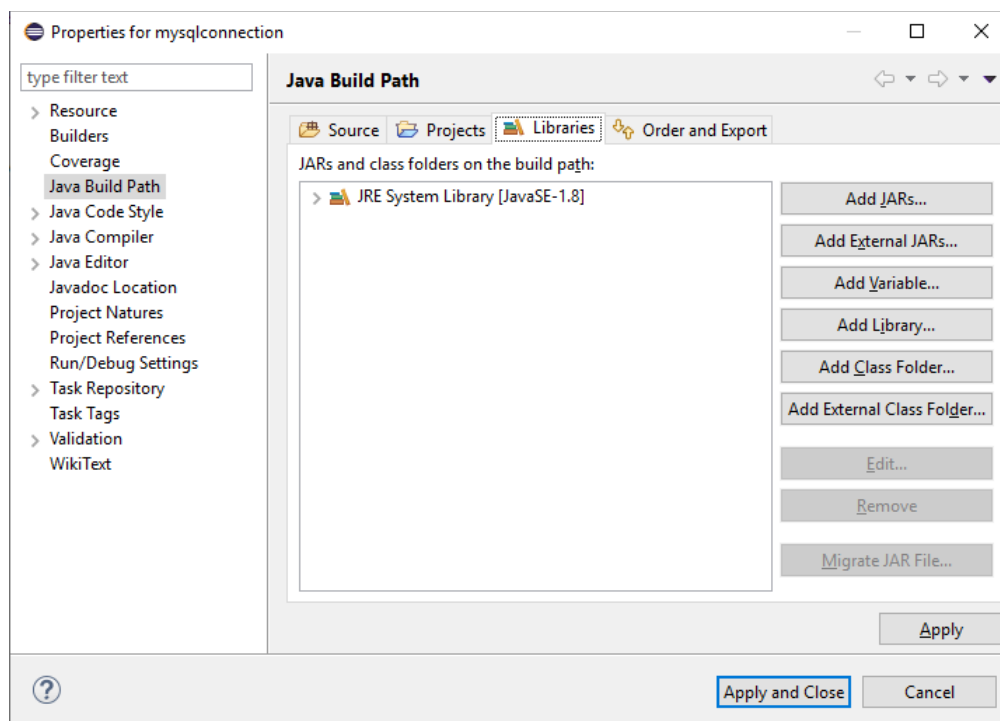 Properties for mysqlconnection
type filter text
Resource
Builders
Coverage
Java Build Path
Java Code Style
Java Compiler
Java Editor
Javadoc Location
Project Natures
Project References
Run/Debug Settings
Task Repository
Task Tags
Validation
WikiText
Java Build Path
Source Projects Libraries Order and Export
JARs and class folders on the build path:
JRE System Library [JavaSE-1.8]
Add JARs...
Add External JARs...
Add Variable...
Add Library...
Add Class Folder...
Add External Class Folder...
Edit...
Remove
Migrate JAR File...
Apply
?
Apply and Close Cancel